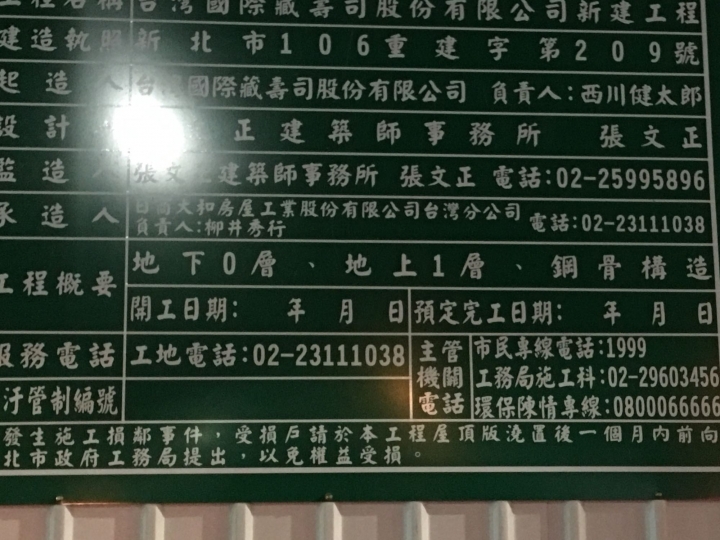 工程名稱 台灣國際藏壽司股份有限公司新建工程
建造執照 新北市106重建字第209號
起造人 台灣國際藏壽司股份有限公司 負責人:西川健太郎
設計 正建築師事務所 張文正
監造 張文 建築師事務所 張文正 電話:02-25995896
承造人 日商大和房屋工業股份有限公司台灣分公司
負責人:柳井秀行 電話:02-23111038
工程概要 地下0層、地上1層、鋼骨構造
開工日期: 年 月 日 預定完工日期: 年 月 日
服務電話 工地電話:02-23111038
主管機關電話
市民專線電話:1999
工務局施工科:02-29603456
環保陳情專線:0800066666
汙管制編號
發生施工損鄰事件,受損戶請於本工程屋頂版澆置後一個月內前向
北市政府工務局提出,以免權益受損。